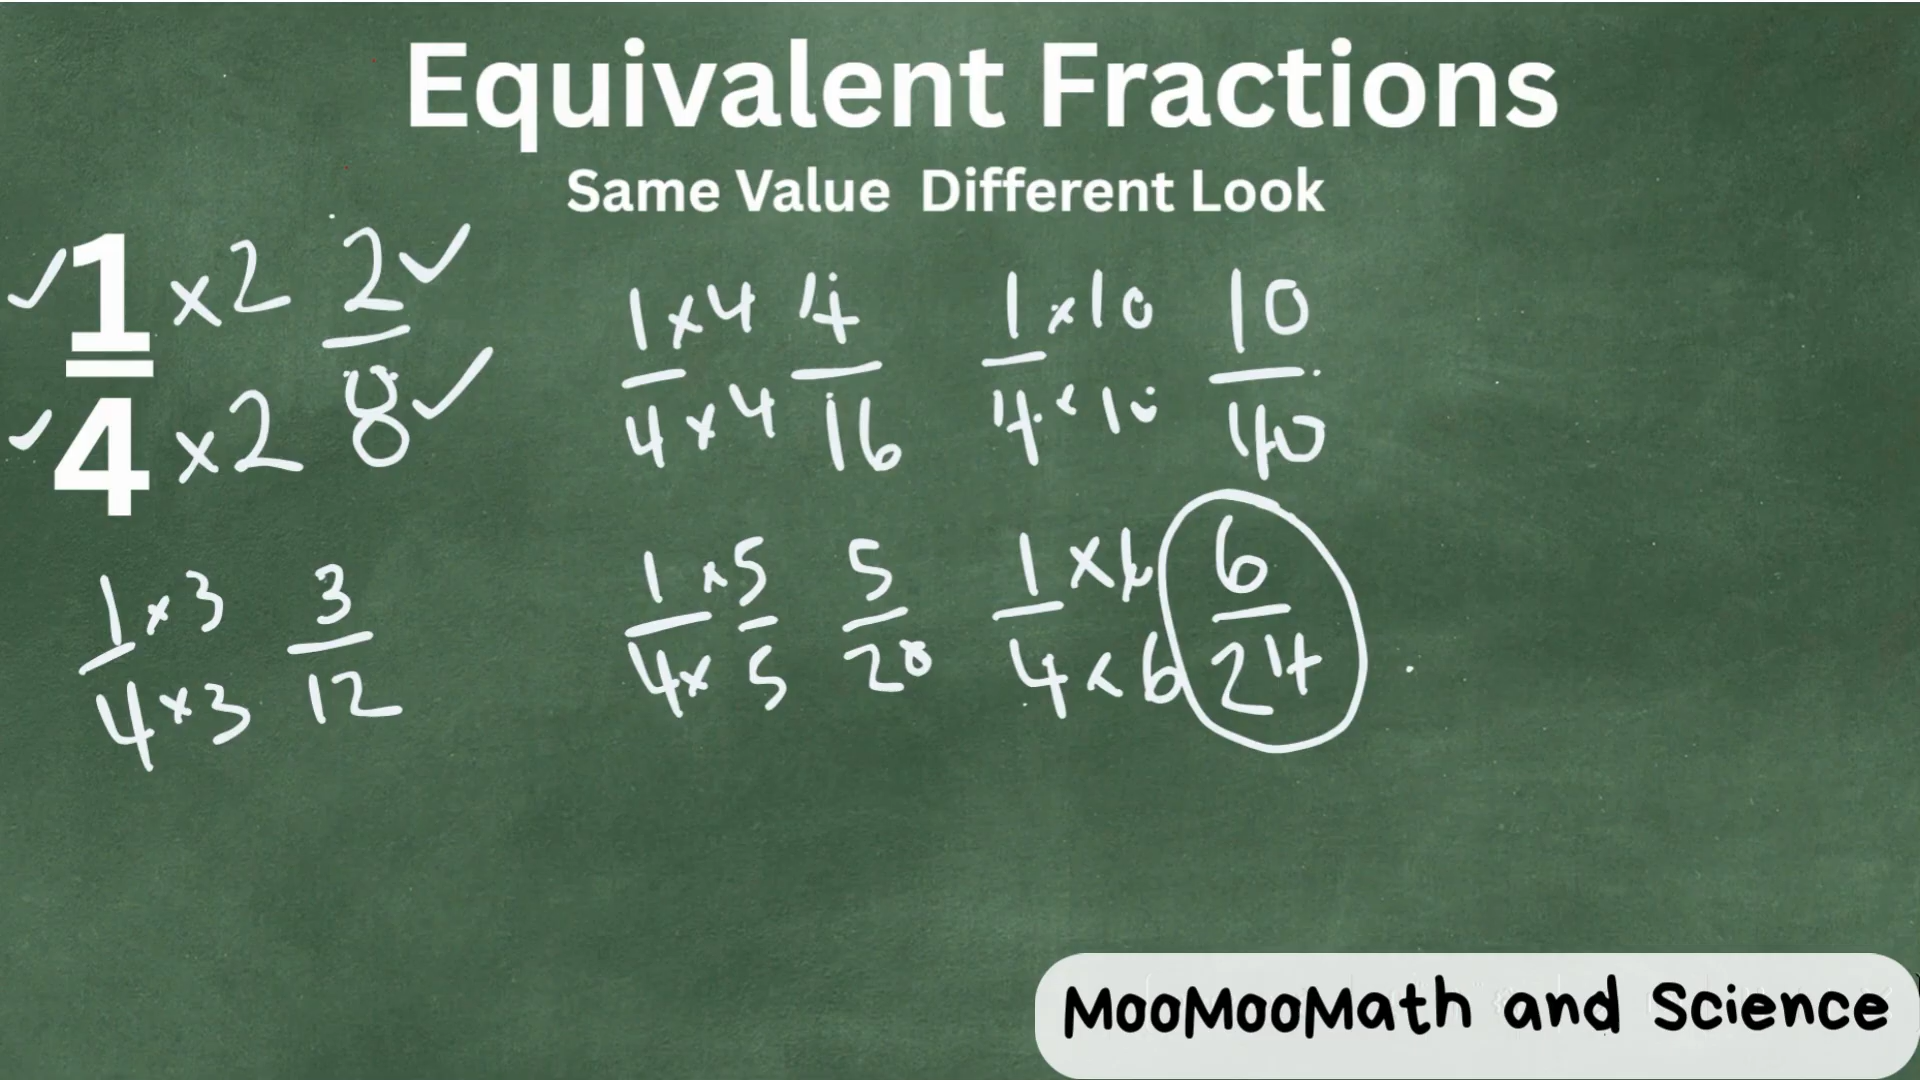 Equivalent Fractions
Same Value Different Look
✓ 1 ×2 2 ✓
✓ 4 ×2 8 ✓
1 ×4 4
4 ×4 16
1 ×10 10
4 × 10 40
1 ×3 3
4 ×3 12
1 ×5 5
4 × 5 20
1 ×6 6
4 × 6 24
MooMooMath and Science